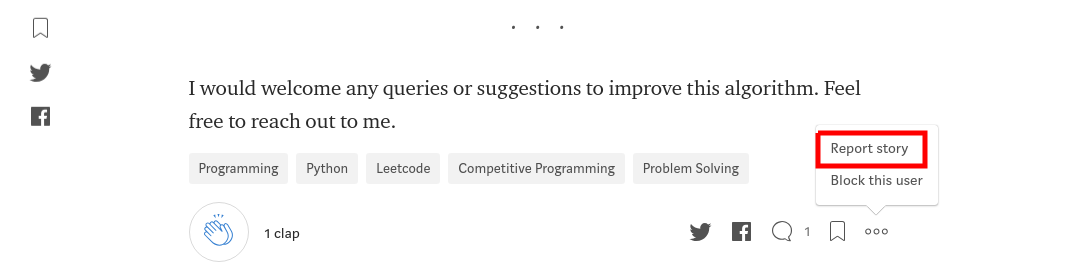 . . .
I would welcome any queries or suggestions to improve this algorithm. Feel
free to reach out to me.
Report story
Block this user
Programming
Python
Leetcode
Competitive Programming
Problem Solving
1 clap
1